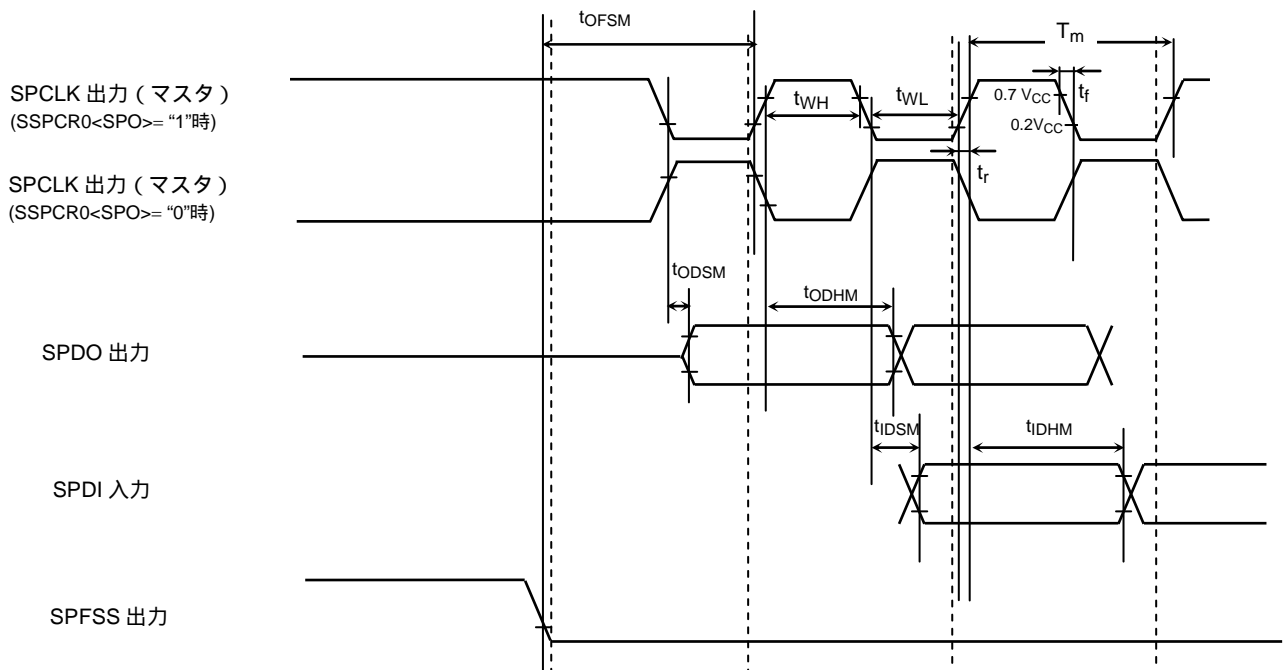 tOFSM
Tm
SPCLK 出力（マスタ）
(SSPCR0<SPO>= “1”時)
tWH
tWL
0.7 VCC
tf
0.2VCC
tr
SPCLK 出力（マスタ）
(SSPCR0<SPO>= “0”時)
tODSM
tODHM
SPDO 出力
tIDSM
tIDHM
SPDI 入力
SPFSS 出力